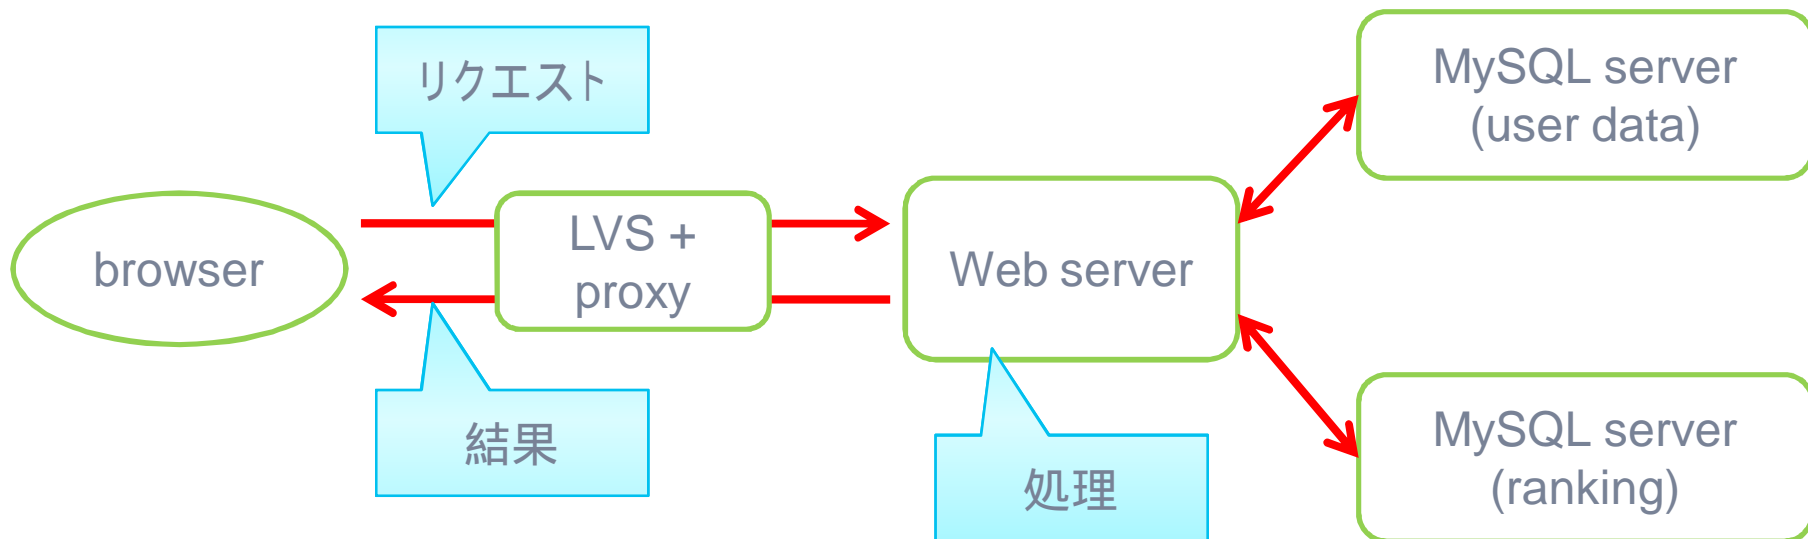 リクエスト
browser
LVS +
proxy
結果
Web server
処理
MySQL server
(user data)
MySQL server
(ranking)